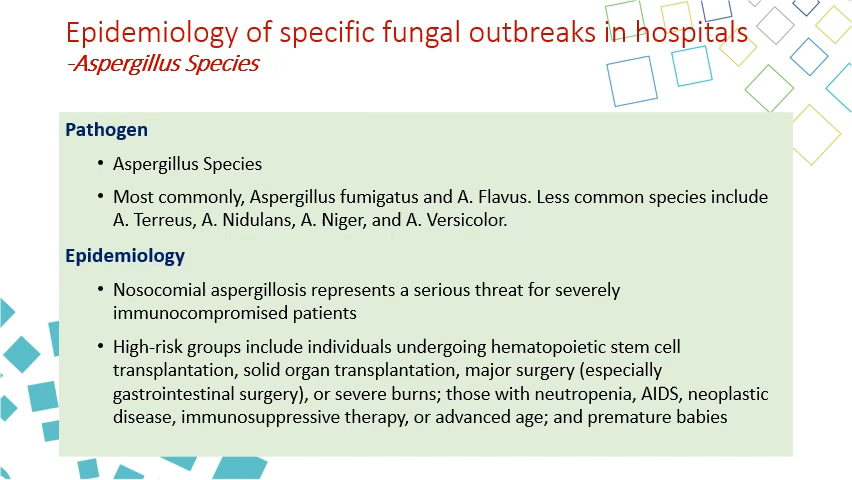 Epidemiology of specific fungal outbreaks in hospitals
-Aspergillus Species
Pathogen
• Aspergillus Species
• Most commonly, Aspergillus fumigatus and A. Flavus. Less common species include
A. Terreus, A. Nidulans, A. Niger, and A. Versicolor.
Epidemiology
• Nosocomial aspergillosis represents a serious threat for severely
immunocompromised patients
• High-risk groups include individuals undergoing hematopoietic stem cell
transplantation, solid organ transplantation, major surgery (especially
gastrointestinal surgery), or severe burns; those with neutropenia, AIDS, neoplastic
disease, immunosuppressive therapy, or advanced age; and premature babies